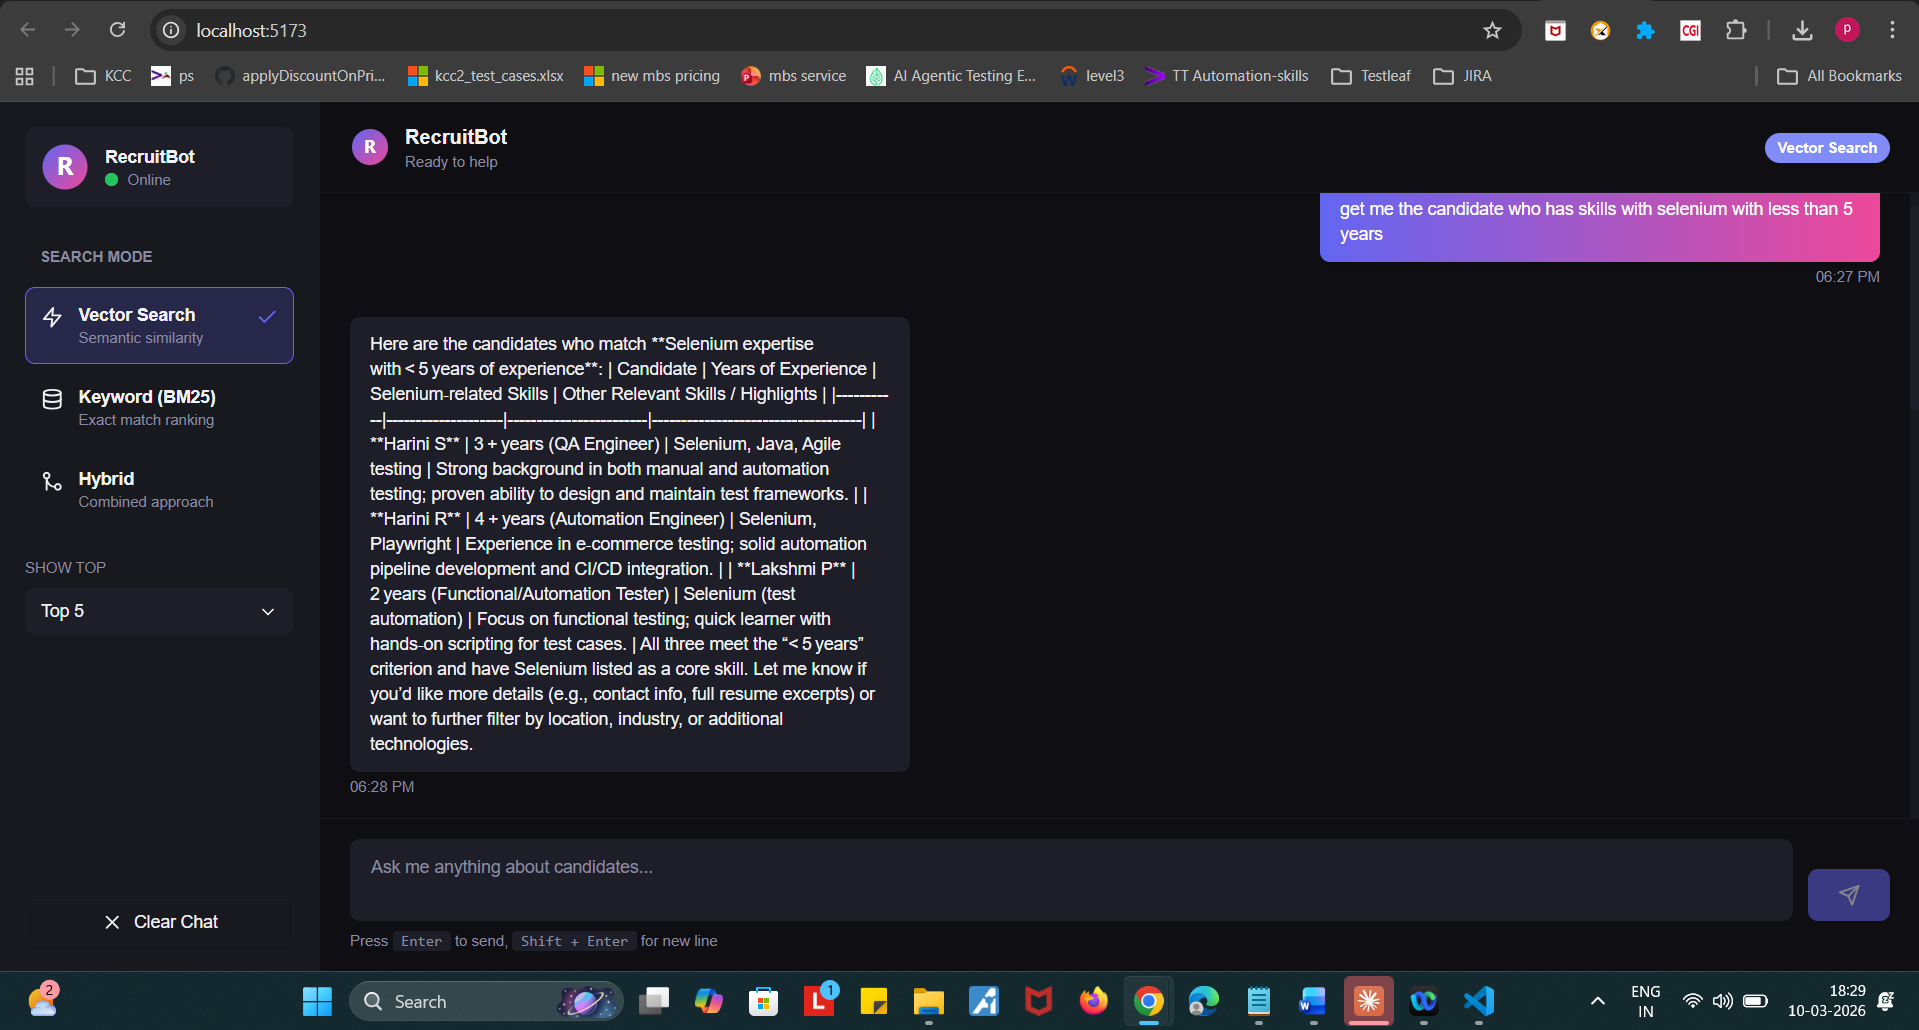 localhost:5173
KCC
ps
applyDiscountOnPri...
kcc2_test_cases.xlsx
new mbs pricing
mbs service
AI Agentic Testing E...
level3
TT Automation-skills
Testleaf
JIRA
All Bookmarks
CGI
P
R
RecruitBot
Online
SEARCH MODE
Vector Search
Semantic similarity
Keyword (BM25)
Exact match ranking
Hybrid
Combined approach
SHOW TOP
Top 5
Clear Chat
R
RecruitBot
Ready to help
Vector Search
get me the candidate who has skills with selenium with less than 5
years
06:27 PM
Here are the candidates who match **Selenium expertise
with < 5 years of experience**: | Candidate | Years of Experience |
Selenium-related Skills | Other Relevant Skills / Highlights | |----------
--|--------------------|------------------------|------------------------------------| |
**Harini S** | 3 + years (QA Engineer) | Selenium, Java, Agile
testing | Strong background in both manual and automation
testing; proven ability to design and maintain test frameworks. | |
**Harini R** | 4 + years (Automation Engineer) | Selenium,
Playwright | Experience in e-commerce testing; solid automation
pipeline development and CI/CD integration. | | **Lakshmi P** |
2 years (Functional/Automation Tester) | Selenium (test
automation) | Focus on functional testing; quick learner with
hands-on scripting for test cases. | All three meet the “< 5 years”
criterion and have Selenium listed as a core skill. Let me know if
you’d like more details (e.g., contact info, full resume excerpts) or
want to further filter by location, industry, or additional
technologies.
06:28 PM
Ask me anything about candidates...
Press Enter to send, Shift + Enter for new line
2
Search
L
1
ENG
IN
18:29
10-03-2026